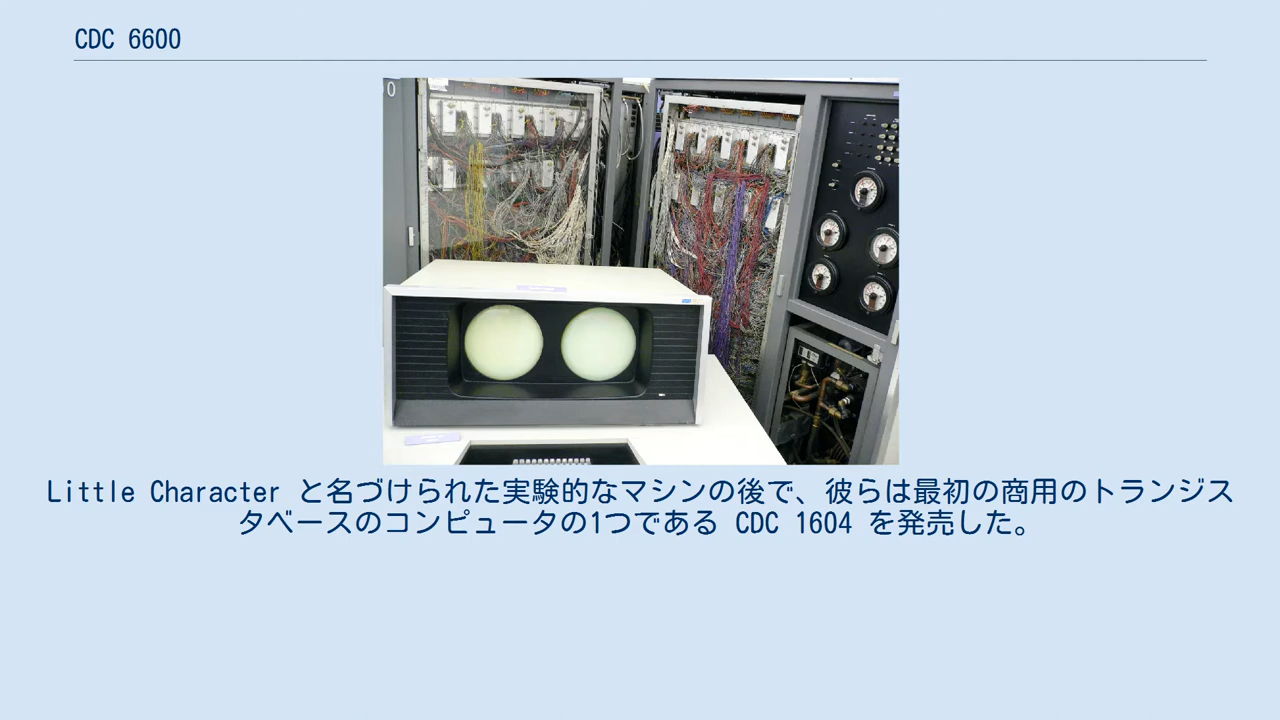 CDC 6600
0
Little Character と名づけられた実験的なマシンの後で、彼らは最初の商用のトランジス
タベースのコンピュータの1つである CDC 1604 を発売した。